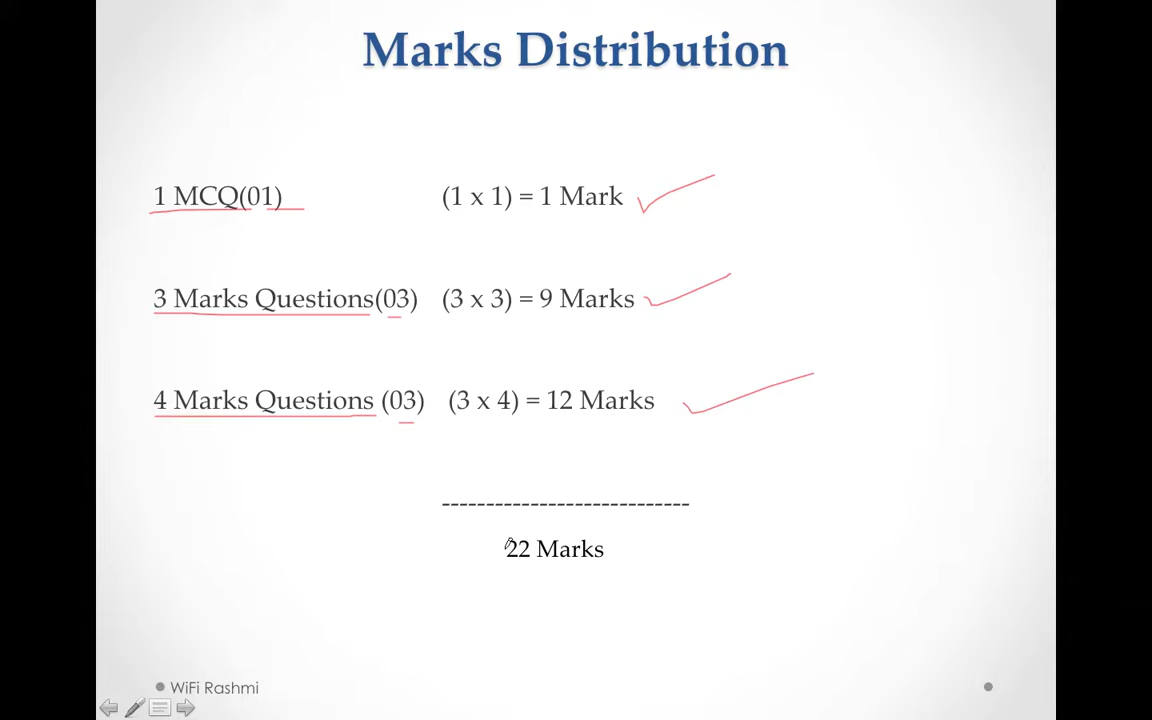 Marks Distribution
1 MCQ(01) (1 x 1) = 1 Mark
3 Marks Questions(03) (3 x 3) = 9 Marks
4 Marks Questions (03) (3 x 4) = 12 Marks
----------------------------
22 Marks
WiFi Rashmi